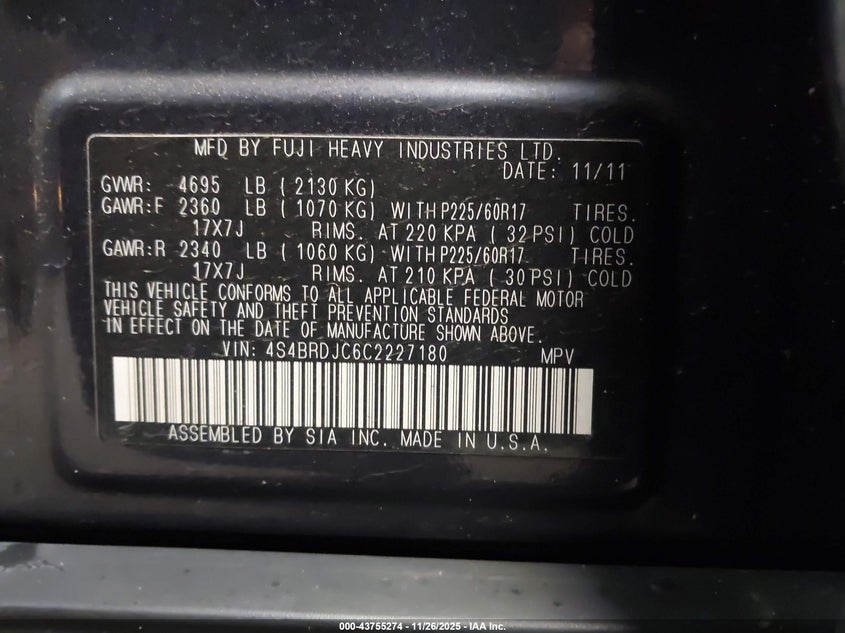 MFD BY FUJI HEAVY INDUSTRIES LTD.
DATE: 11/11
GVWR: 4695 LB ( 2130 KG)
GAWR:F 2360 LB ( 1070 KG) WITH P225/60R17 TIRES.
17X7J RIMS. AT 220 KPA ( 32 PSI) COLD
GAWR:R 2340 LB ( 1060 KG) WITH P225/60R17 TIRES.
17X7J RIMS. AT 210 KPA ( 30 PSI) COLD
THIS VEHICLE CONFORMS TO ALL APPLICABLE FEDERAL MOTOR
VEHICLE SAFETY AND THEFT PREVENTION STANDARDS
IN EFFECT ON THE DATE OF MANUFACTURE SHOWN ABOVE.
VIN: 4S4BRDJC6C2227180 MPV
ASSEMBLED BY SIA INC. MADE IN U.S.A.
000-43755274 - 11/26/2025 - IAA Inc.